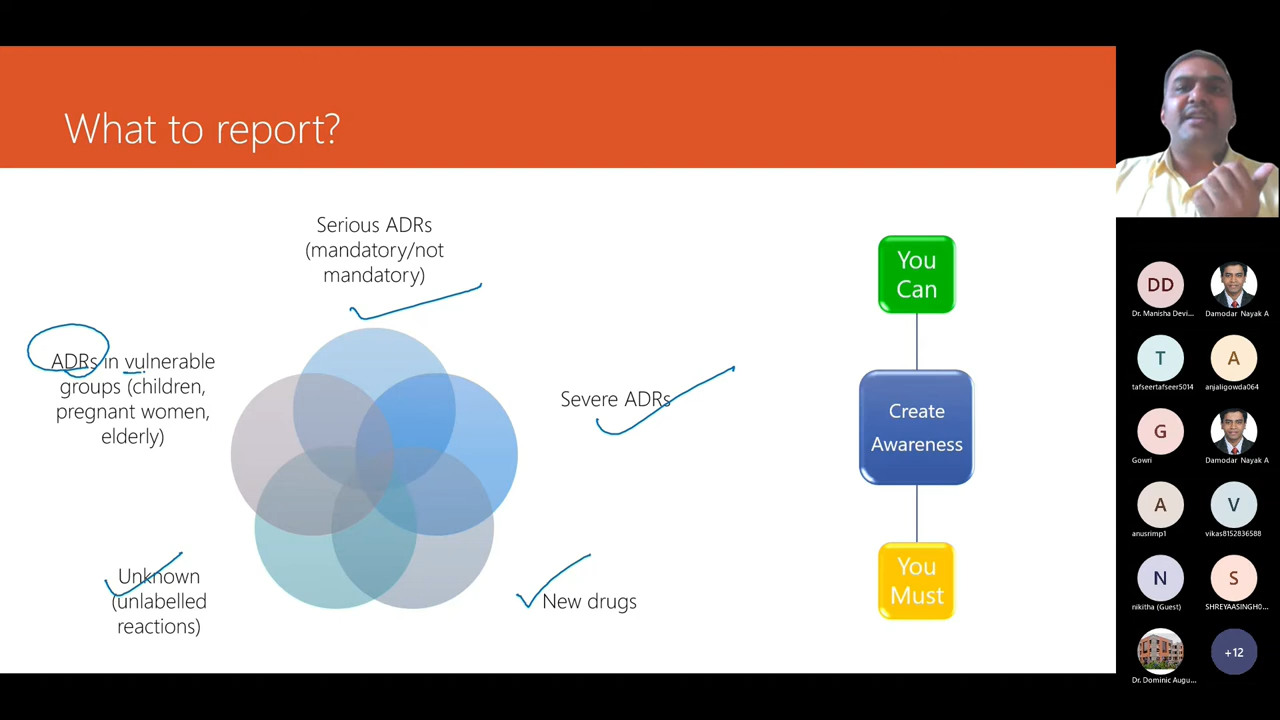 What to report?
Serious ADRs
(mandatory/not
mandatory)
ADRs in vulnerable
groups (children,
pregnant women,
elderly)
Severe ADRs
Unknown
(unlabelled
reactions)
New drugs
You
Can
Create
Awareness
You
Must
DD
Dr. Manisha Devi...
Damodar Nayak A
T
tafseertafseer5014
A
anjaligowda064
G
Gowri
Damodar Nayak A
A
anusrimp1
V
vikas8152836588
N
nikitha (Guest)
S
SHREYAASINGH0...
Dr. Dominic Augu...
+12